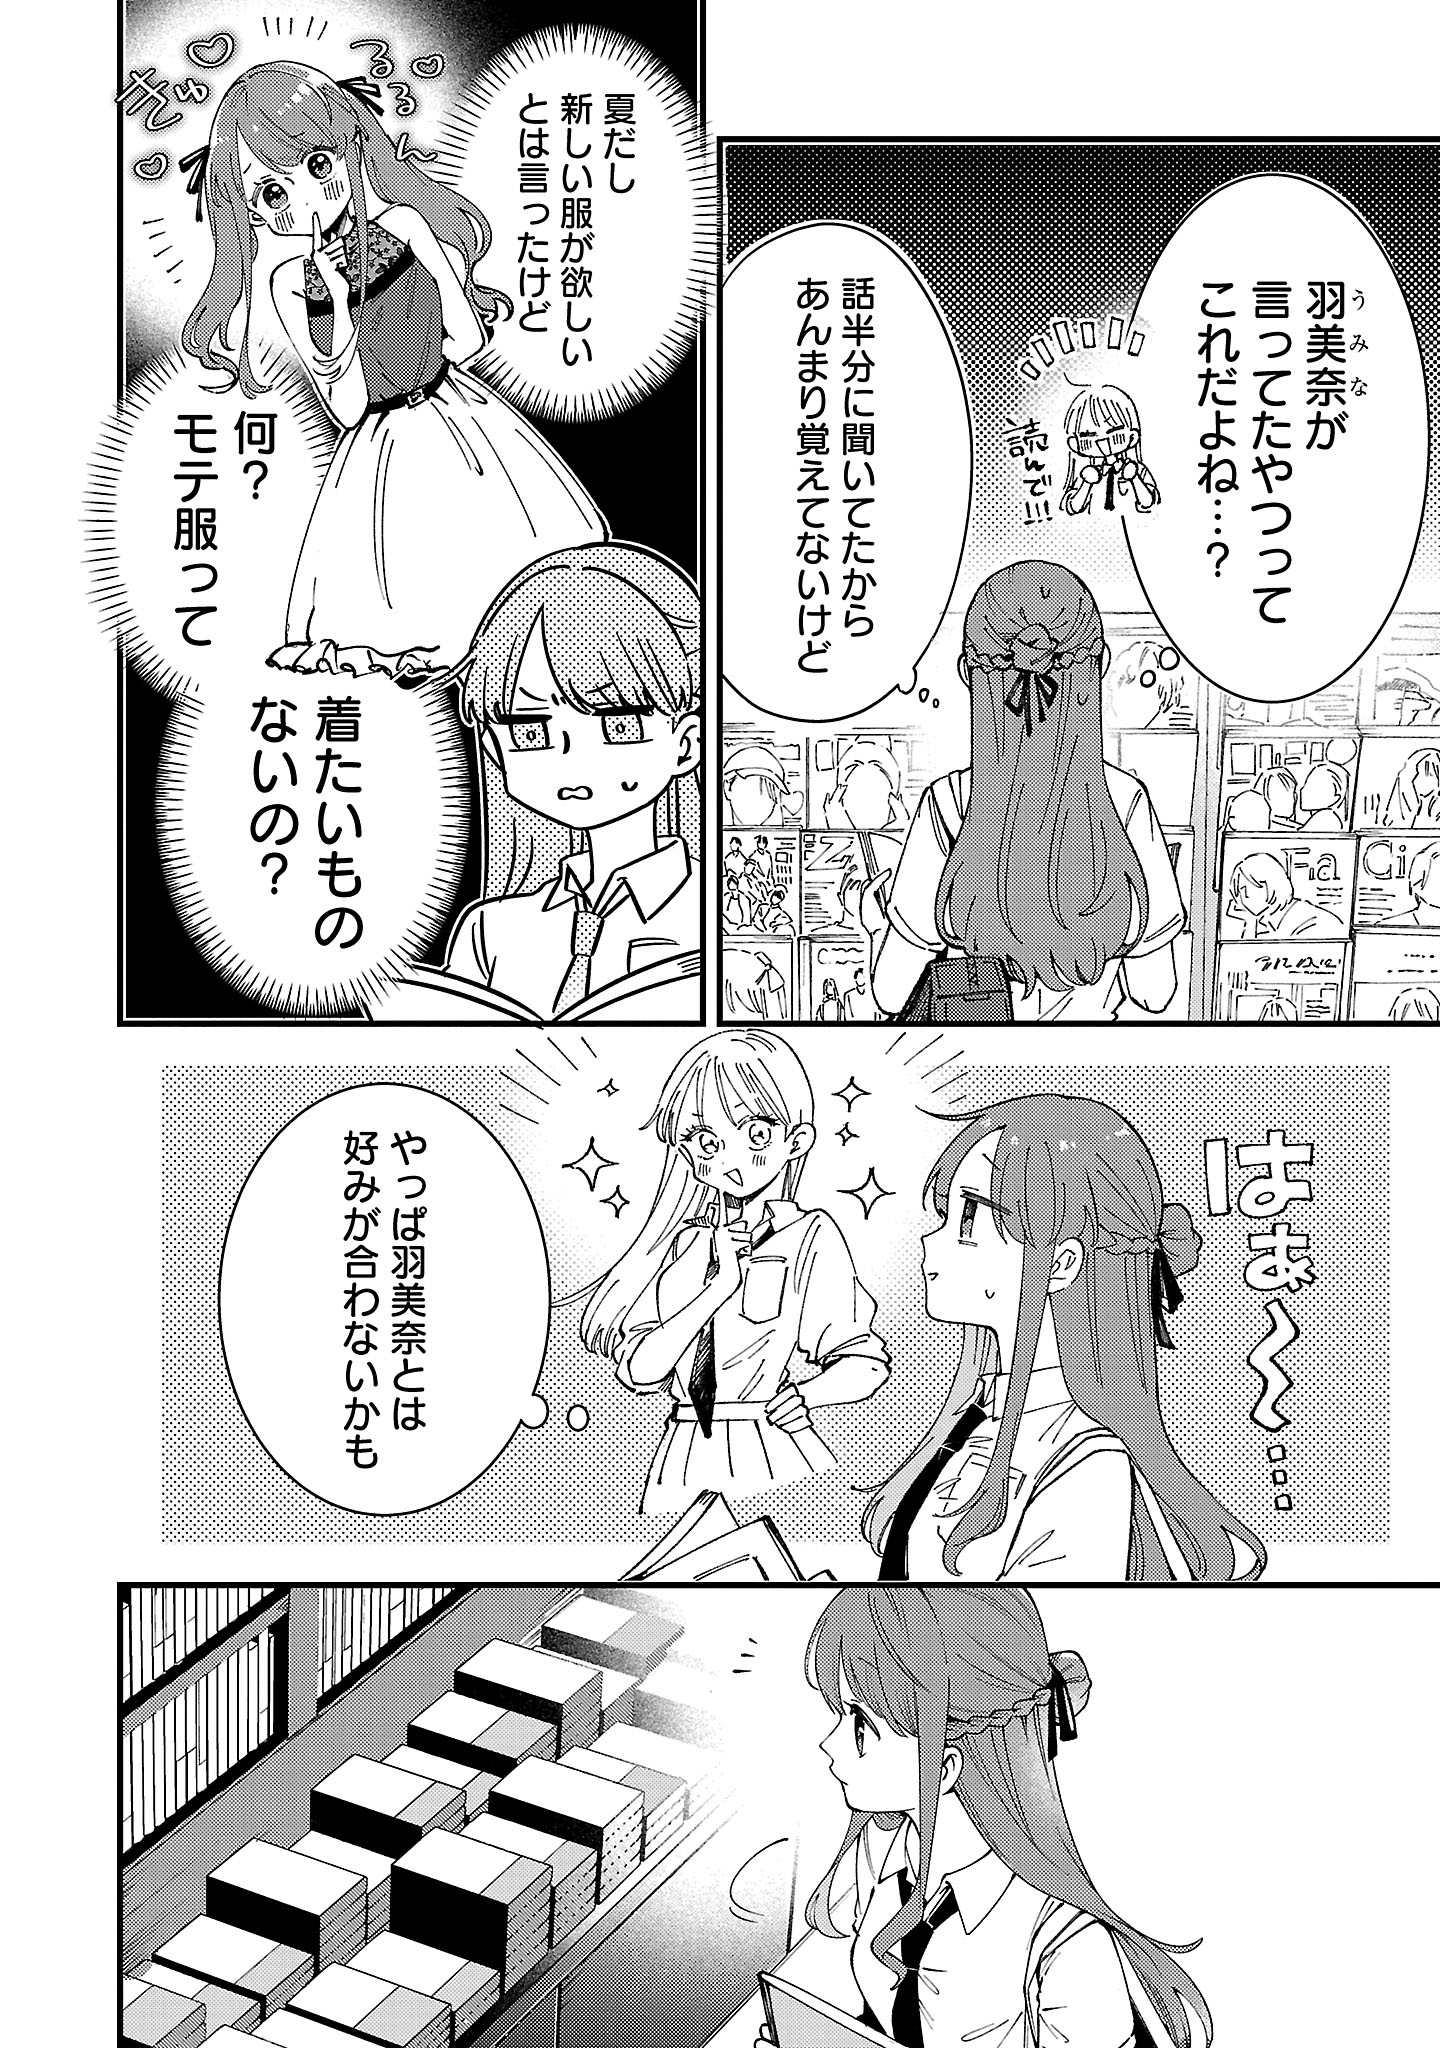 羽美奈が
言ってたやつって
これだよね…?
うみな
読んで!!!
話半分に聞いてたから
あんまり覚えてないけど
Fa
Ci
夏だし
新しい服が欲しい
とは言ったけど
きゅ
るるん
何?
モテ服って
着たいもの
ないの?
はぁ〜…
やっぱ羽美奈とは
好みが合わないかも